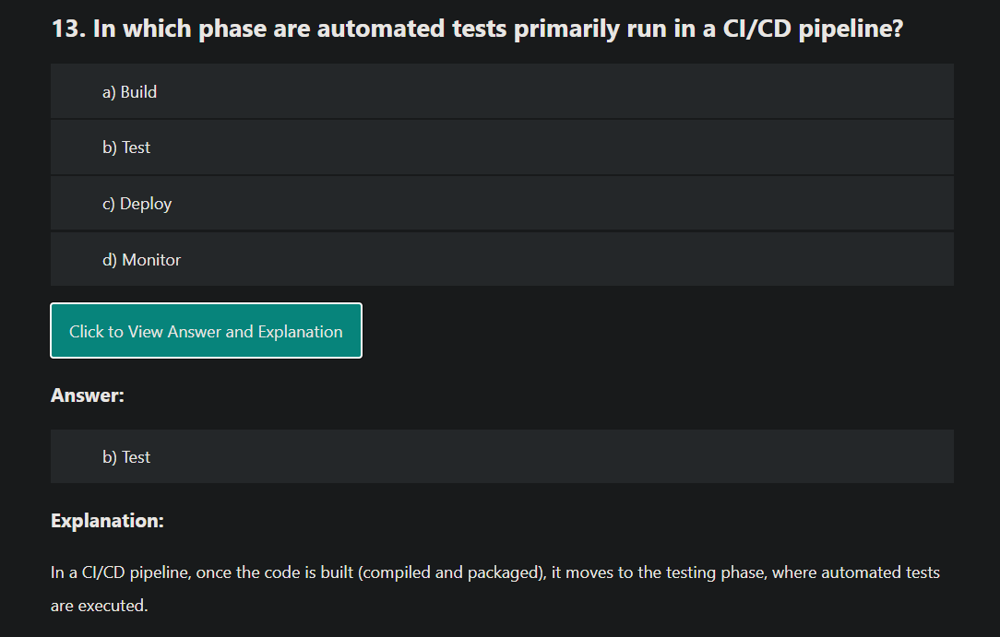 13. In which phase are automated tests primarily run in a CI/CD pipeline?
a) Build
b) Test
c) Deploy
d) Monitor
Click to View Answer and Explanation
Answer:
b) Test
Explanation:
In a CI/CD pipeline, once the code is built (compiled and packaged), it moves to the testing phase, where automated tests
are executed.